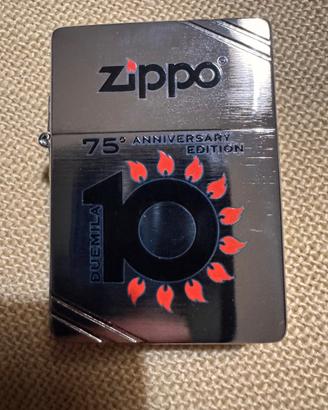 zippo®
75° ANNIVERSARY
EDITION
DUEMILA
10